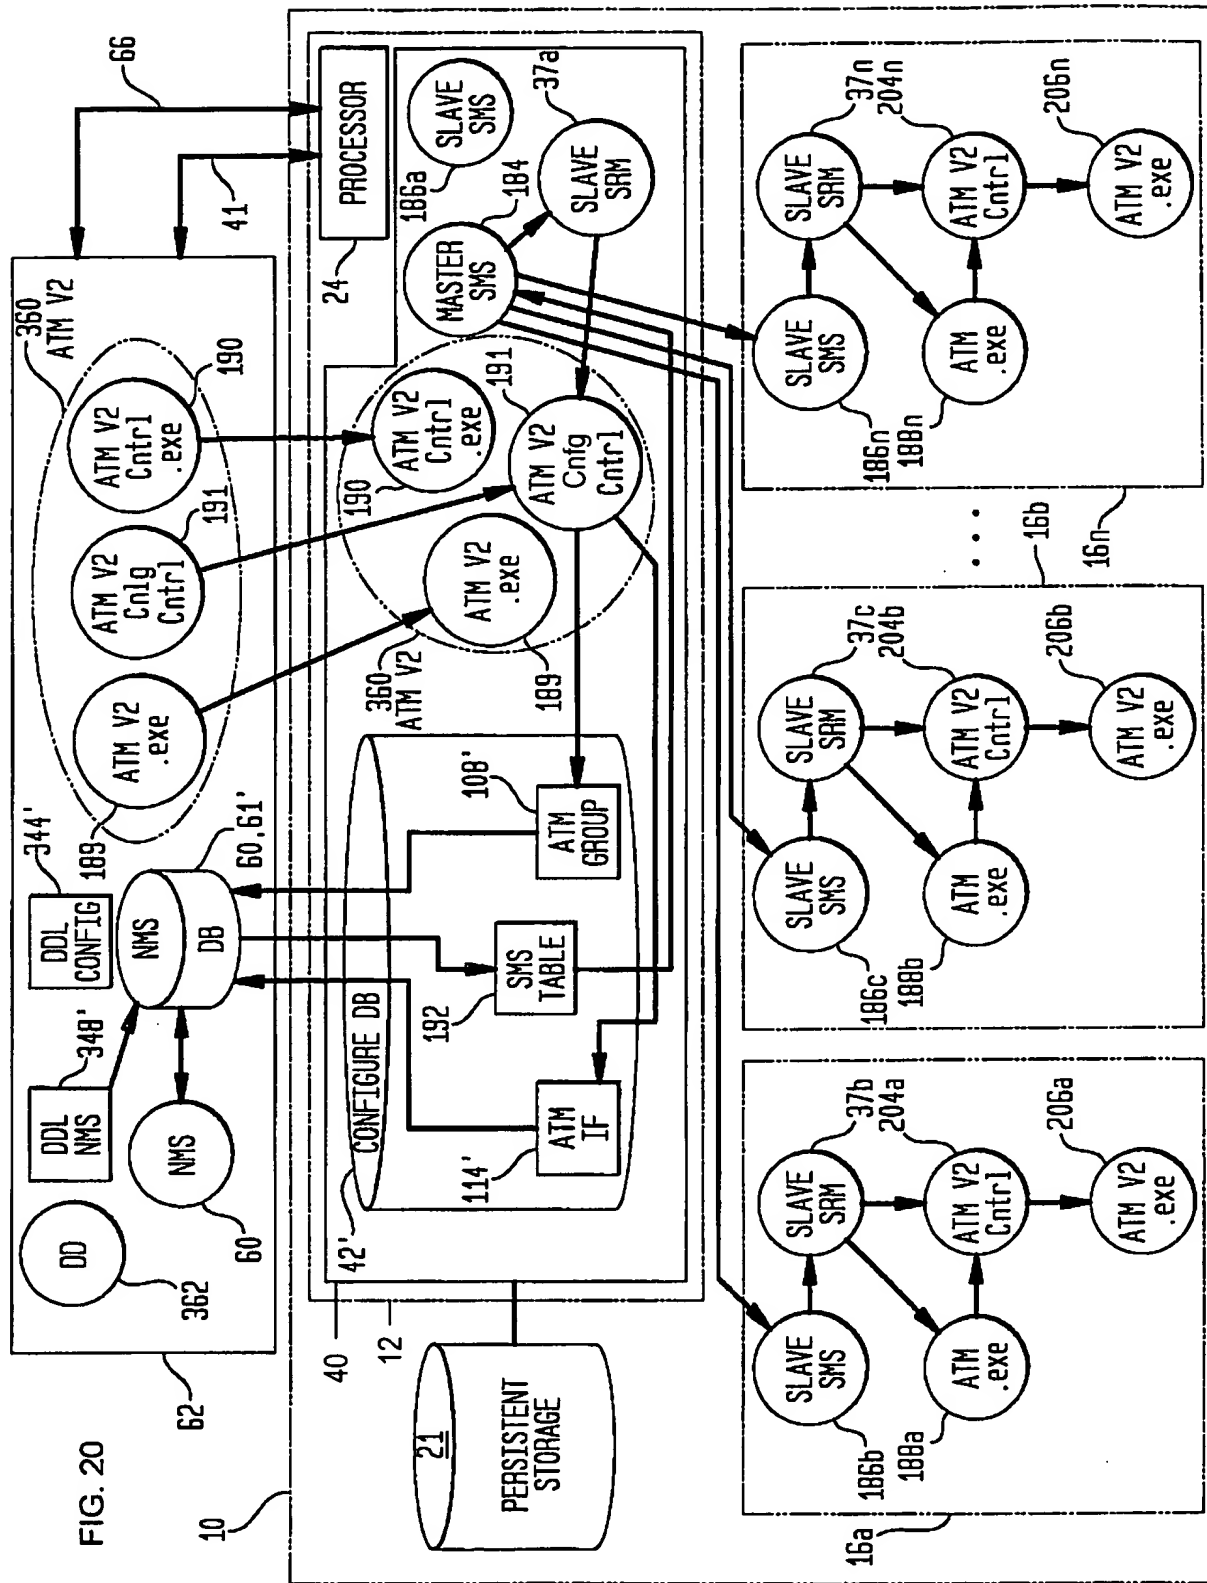 FIG. 20
62
362
DD
60
NMS
DDL
NMS
348'
DDL
CONFIG
344'
NMS
DB
60,61'
189
ATM V2
.exe
ATM V2
Cnlg
Cntrl
191
ATM V2
Cntrl
.exe
190
360
ATM V2
41
66
10
12
40
21
PERSISTENT
STORAGE
42'
CONFIGURE DB
114'
ATM
IF
192
SMS
TABLE
ATM
GROUP
108'
360
ATM V2
189
ATM V2
.exe
190
ATM V2
Cntrl
.exe
191
ATM V2
Cnfg
Cntrl
24
PROCESSOR
MASTER
SMS
184
186a
SLAVE
SMS
SLAVE
SRM
37a
16a
186b
SLAVE
SMS
SLAVE
SRM
37b
204a
188a
ATM
.exe
ATM V2
Cntrl
206a
ATM V2
.exe
16b
186c
SLAVE
SMS
SLAVE
SRM
37c
204b
188b
ATM
.exe
ATM V2
Cntrl
206b
ATM V2
.exe
• • •
16n
186n
SLAVE
SMS
SLAVE
SRM
37n
204n
188n
ATM
.exe
ATM V2
Cntrl
206n
ATM V2
.exe